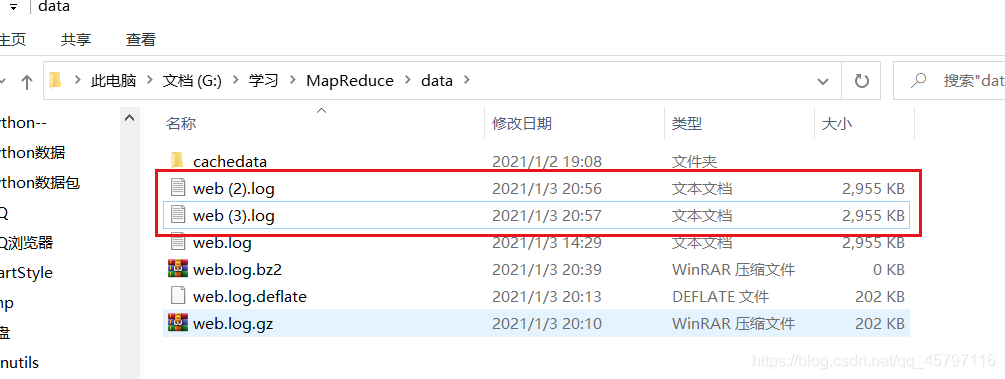 data
主页 共享 查看
此电脑 文档 (G:) 学习 MapReduce data 搜索"dat
ython--
名称 修改日期 类型 大小
ython数据
cachedata 2021/1/2 19:08 文件夹
ython数据包
web (2).log 2021/1/3 20:56 文本文档 2,955 KB
Q
web (3).log 2021/1/3 20:57 文本文档 2,955 KB
Q浏览器
web.log 2021/1/3 14:29 文本文档 2,955 KB
artStyle
web.log.bz2 2021/1/3 20:39 WinRAR 压缩文件 0 KB
mp
web.log.deflate 2021/1/3 20:13 DEFLATE 文件 202 KB
盘
web.log.gz 2021/1/3 20:10 WinRAR 压缩文件 202 KB
nutils
https://blog.csdn.net/qq_45797116